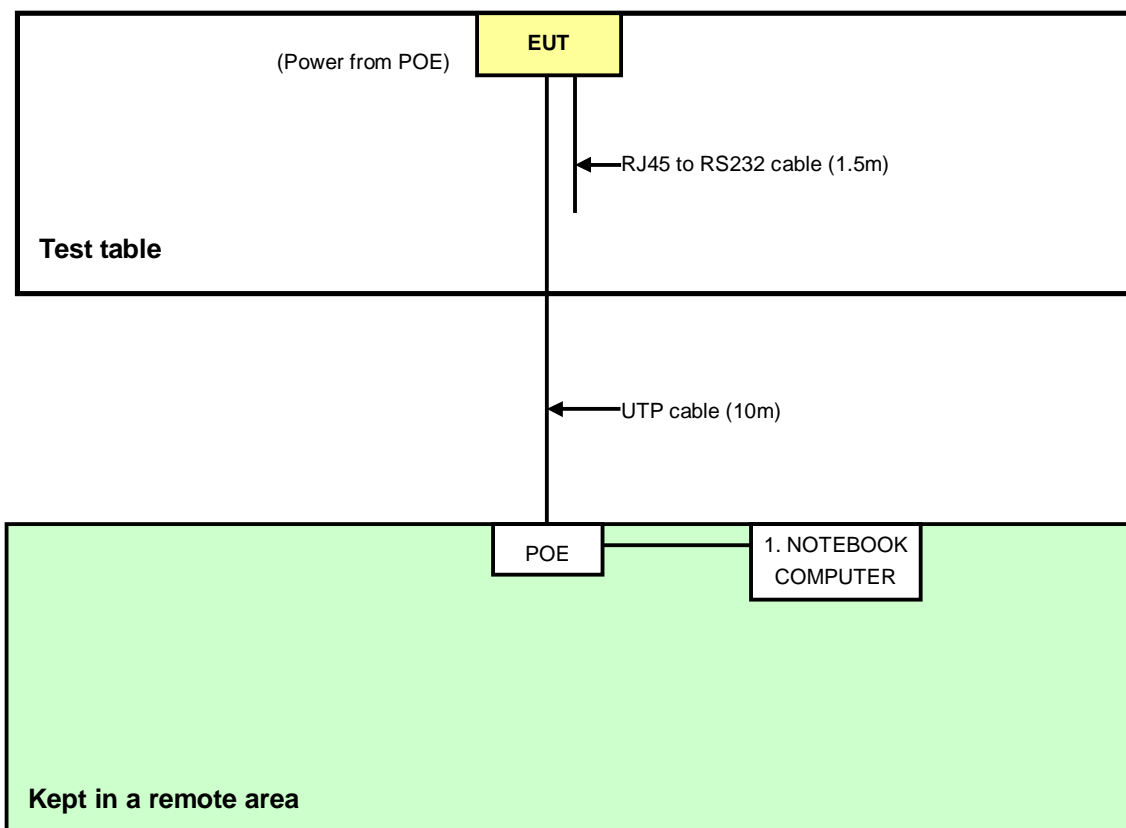 EUT
(Power from POE)
RJ45 to RS232 cable (1.5m)
Test table
UTP cable (10m)
POE
1. NOTEBOOK
COMPUTER
Kept in a remote area